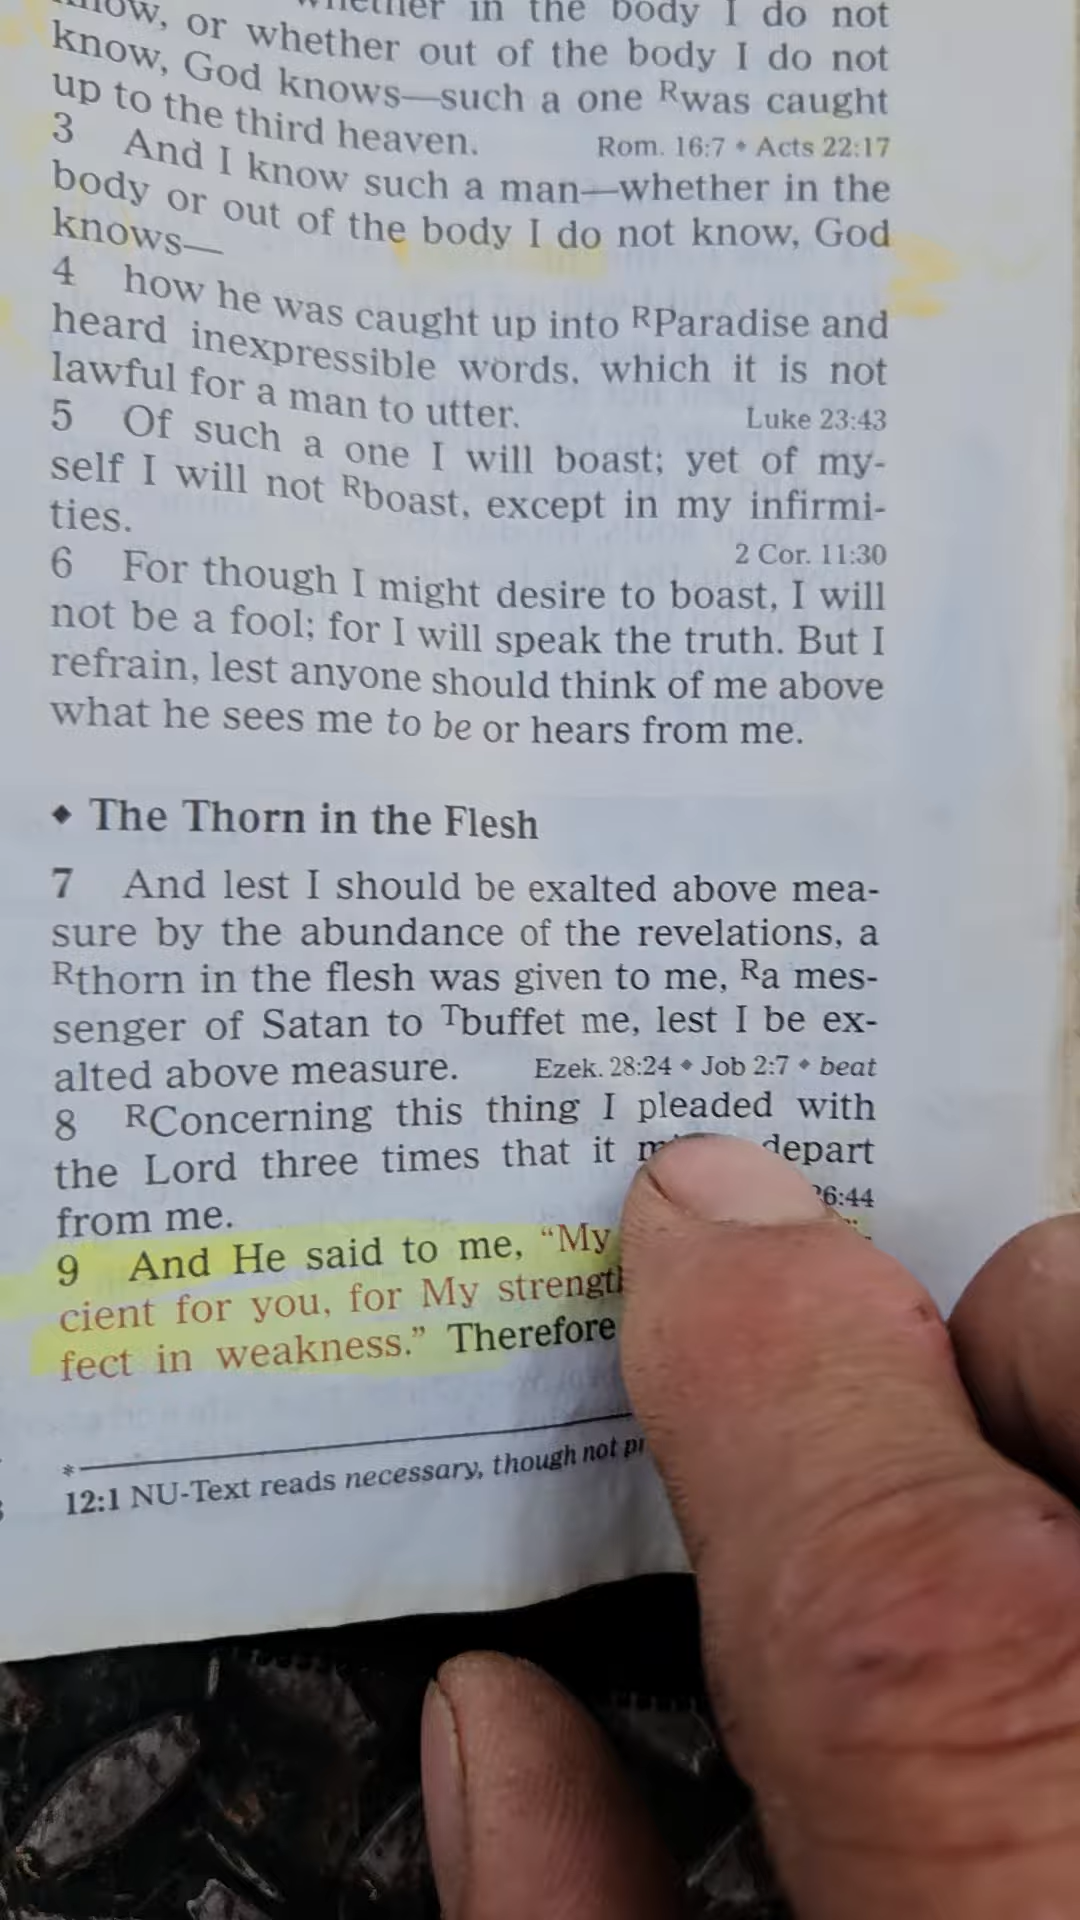 whether in the body I do not
know, or whether out of the body I do not
know, God knows—such a one Rwas caught
up to the third heaven. Rom. 16:7 • Acts 22:17
3 And I know such a man—whether in the
body or out of the body I do not know, God
knows—
4 how he was caught up into RParadise and
heard inexpressible words, which it is not
lawful for a man to utter. Luke 23:43
5 Of such a one I will boast; yet of my-
self I will not Rboast, except in my infirmi-
ties. 2 Cor. 11:30
6 For though I might desire to boast, I will
not be a fool; for I will speak the truth. But I
refrain, lest anyone should think of me above
what he sees me to be or hears from me.
◆ The Thorn in the Flesh
7 And lest I should be exalted above mea-
sure by the abundance of the revelations, a
Rthorn in the flesh was given to me, Ra mes-
senger of Satan to Tbuffet me, lest I be ex-
alted above measure. Ezek. 28:24 • Job 2:7 • beat
8 RConcerning this thing I pleaded with
the Lord three times that it depart
from me. 26:44
9 And He said to me, “My
cient for you, for My strength
fect in weakness.” Therefore
*
12:1 NU-Text reads necessary, though not